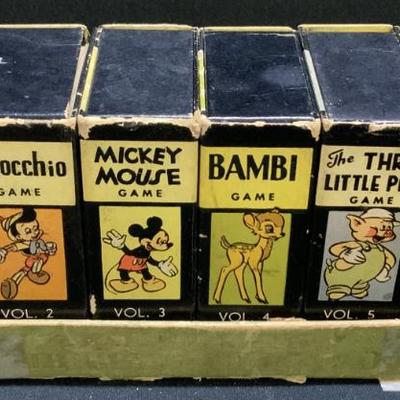 occhio
GAME
VOL. 2
MICKEY
MOUSE
GAME
VOL. 3
BAMBI
GAME
VOL. 4
The THR
LITTLE P
GAME
VOL. 5